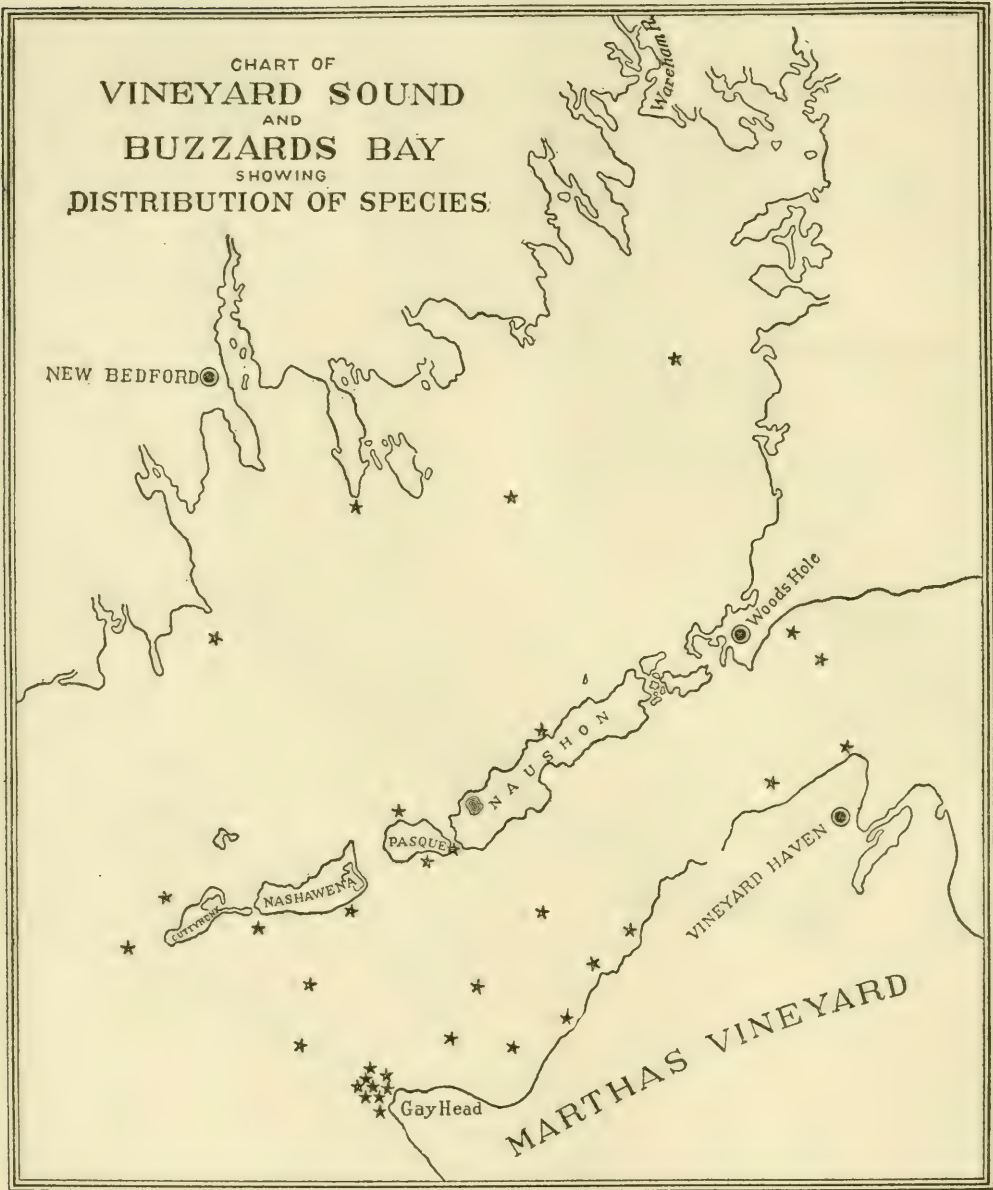 CHART OF
VINEYARD SOUND
AND
BUZZARDS BAY
SHOWING
DISTRIBUTION OF SPECIES.
Wareham R.
NEW BEDFORD
Woods Hole
NAUSHON
PASQUE
NASHAWENA
CUTTYHUNK
VINEYARD HAVEN
MARTHAS VINEYARD
Gay Head